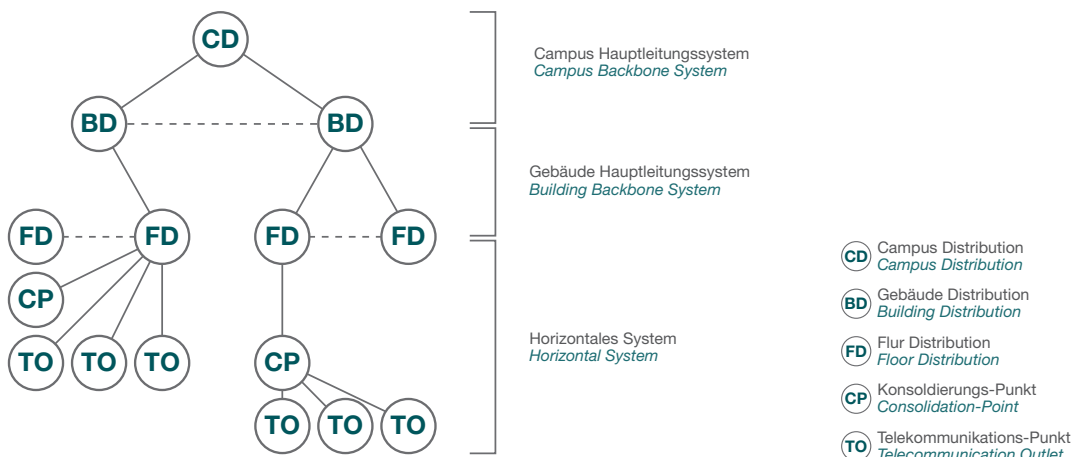 CD
Campus Hauptleitungssystem
Campus Backbone System
BD
BD
Gebäude Hauptleitungssystem
Building Backbone System
FD
FD
FD
FD
CP
TO
TO
TO
CP
TO
TO
TO
Horizontales System
Horizontal System
CD Campus Distribution
Campus Distribution
BD Gebäude Distribution
Building Distribution
FD Flur Distribution
Floor Distribution
CP Konsoldierungs-Punkt
Consolidation-Point
TO Telekommunikations-Punkt
Telecommunication Outlet